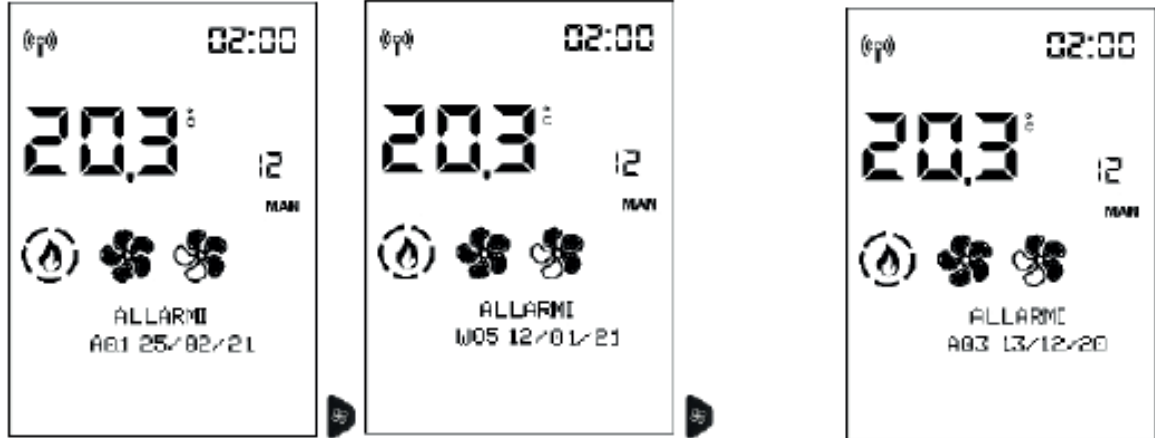 02:00
20.3 °C
12
MAN
ALLARMI
A01 25/02/21
02:00
20.3 °C
12
MAN
ALLARMI
W05 12/01/21
02:00
20.3 °C
12
MAN
ALLARMI
A03 13/12/20